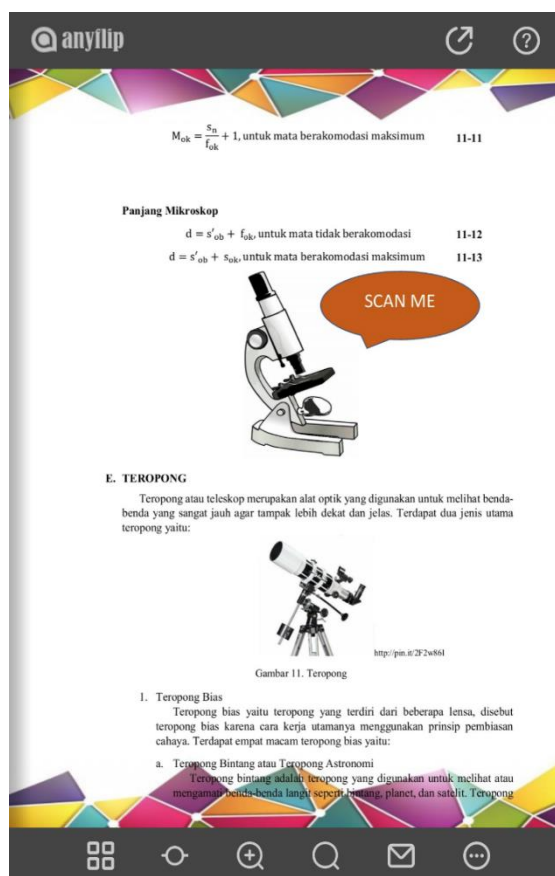 anyflip
M_ok = s_n/f_ok + 1, untuk mata berakomodasi maksimum 11-11
Panjang Mikroskop
d = s'_ob + f_ok, untuk mata tidak berakomodasi 11-12
d = s'_ob + s_ok, untuk mata berakomodasi maksimum 11-13
SCAN ME
E. TEROPONG
Teropong atau teleskop merupakan alat optik yang digunakan untuk melihat benda-
benda yang sangat jauh agar tampak lebih dekat dan jelas. Terdapat dua jenis utama
teropong yaitu:
http://pin.it/2F2w86I
Gambar 11. Teropong
1. Teropong Bias
Teropong bias yaitu teropong yang terdiri dari beberapa lensa, disebut
teropong bias karena cara kerja utamanya menggunakan prinsip pembiasan
cahaya. Terdapat empat macam teropong bias yaitu:
a. Teropong Bintang atau Teropong Astronomi
Teropong bintang adalah teropong yang digunakan untuk melihat atau
mengamati benda-benda langit seperti bintang, planet, dan satelit. Teropong